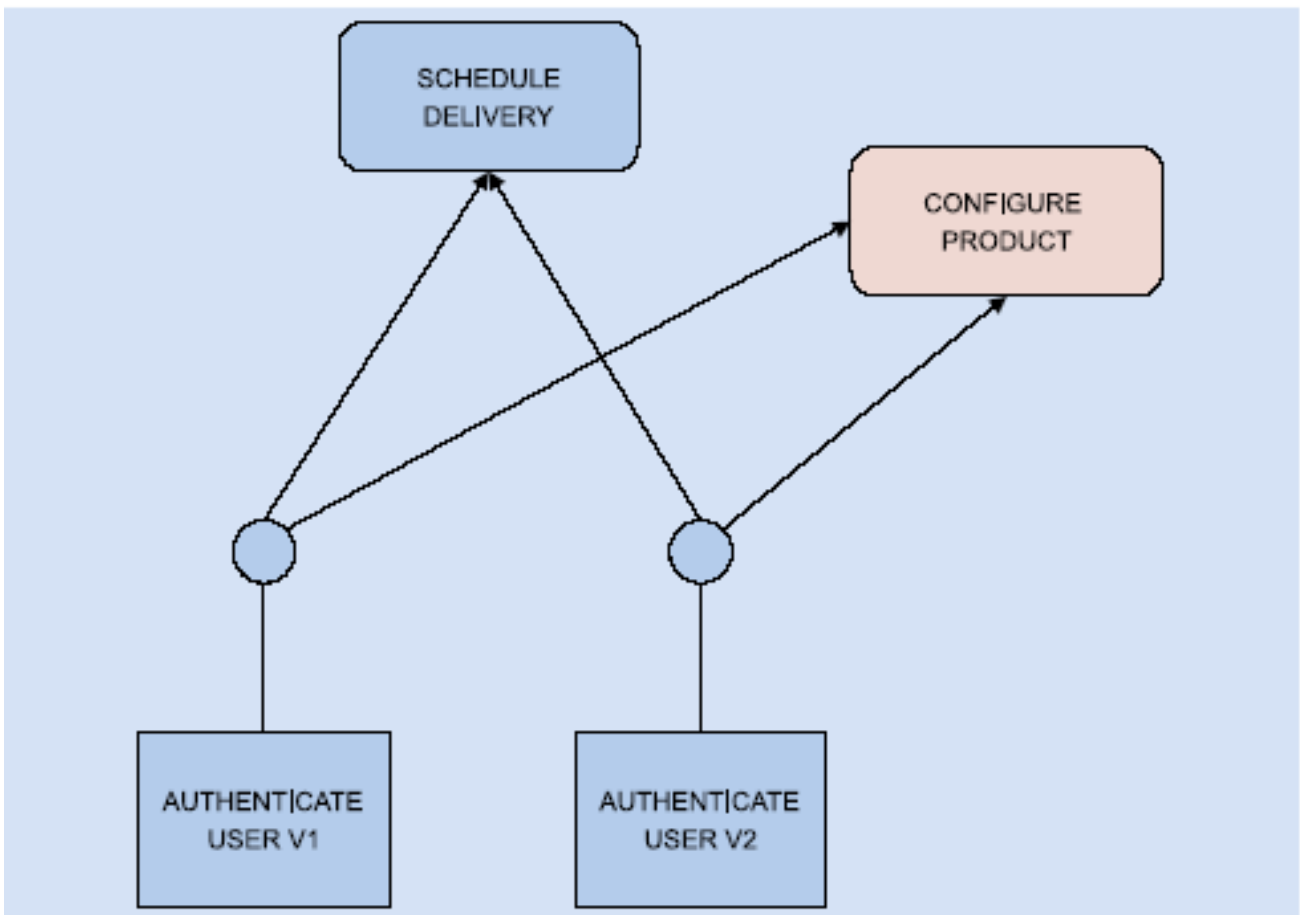 SCHEDULE
DELIVERY
CONFIGURE
PRODUCT
AUTHENTICATE
USER V1
AUTHENTICATE
USER V2